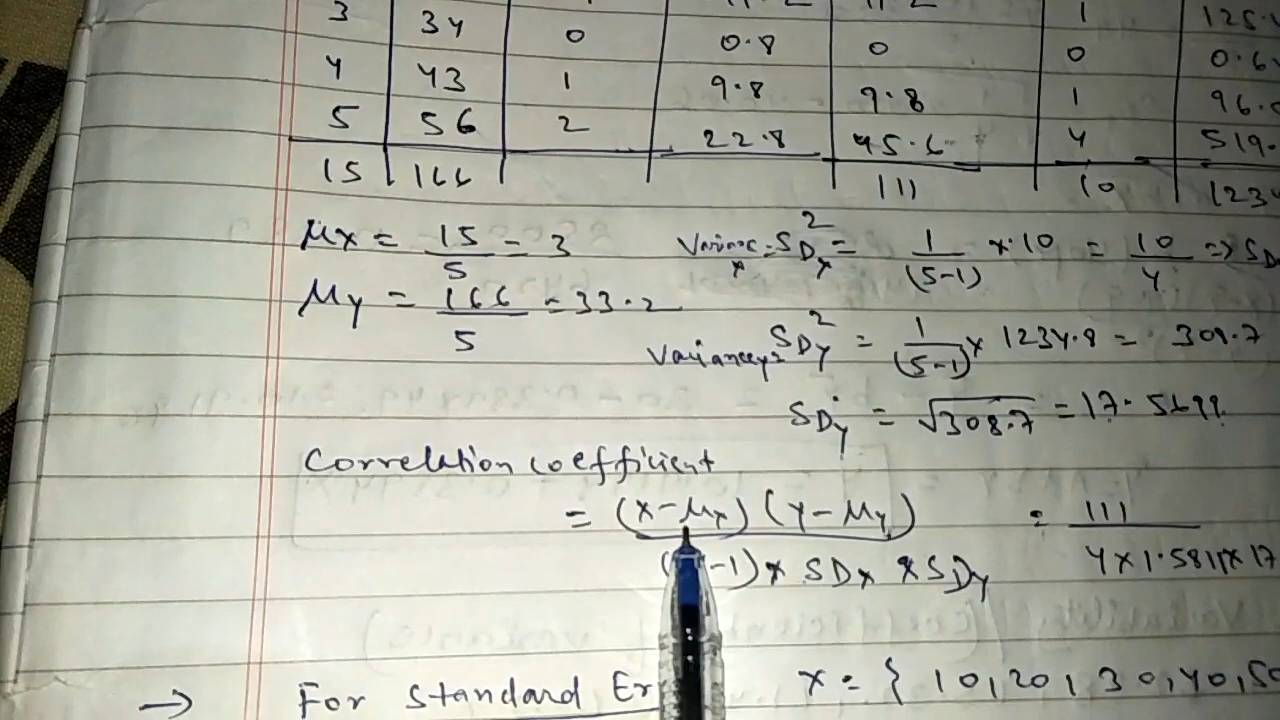 3 34 0 0.8 0 0 0.6
4 43 1 9.8 9.8 1 96.
5 56 2 22.8 45.6 4 519.
15 166 111 10 1234
μx = 15/5 = 3
Variance x = SDx² = 1/(5-1) × 10 = 10/4 => SD
μy = 166/5 = 33.2
Variancey = SDy² = 1/(5-1) × 1234.8 = 308.7
SDy = √308.7 = 17.5699
Correlation coefficient
= (x-μx)(y-μy)/( -1)× SDx × SDy = 111/4×1.5811×17
→ For Standard Er x = { 10,20,30,40,50